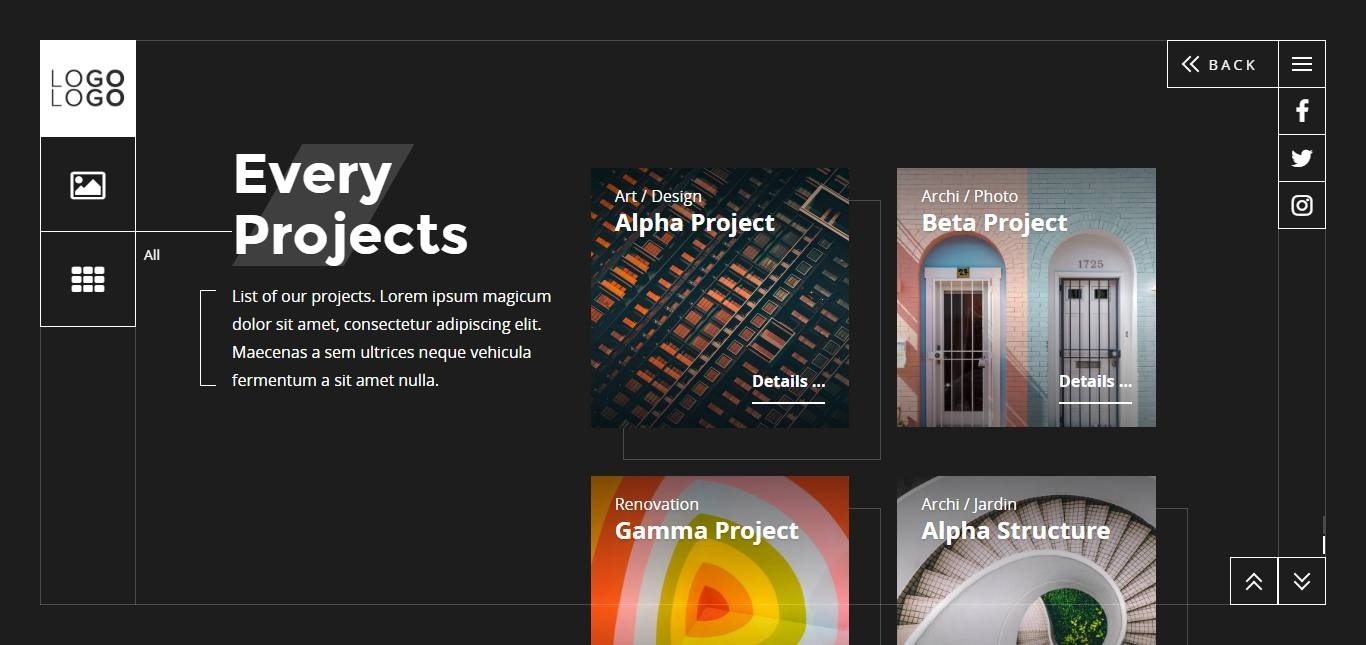 LOGO
LOGO
BACK
Every
Projects
All
List of our projects. Lorem ipsum magicum
dolor sit amet, consectetur adipiscing elit.
Maecenas a sem ultrices neque vehicula
fermentum a sit amet nulla.
Art / Design
Alpha Project
Details ...
Archi / Photo
Beta Project
1725
Details ...
Renovation
Gamma Project
Archi / Jardin
Alpha Structure